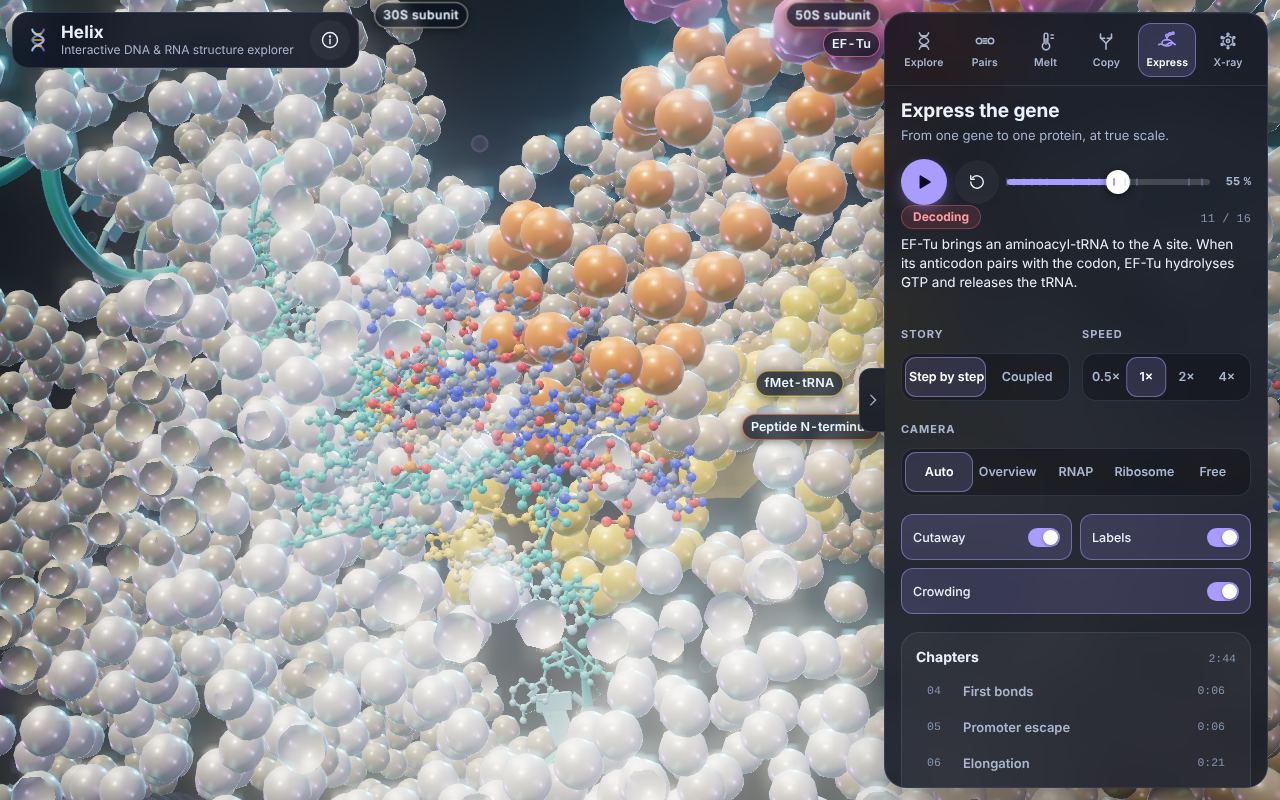 Helix
Interactive DNA & RNA structure explorer
30S subunit
50S subunit
EF-Tu
fMet-tRNA
Peptide N-terminu
Explore
Pairs
Melt
Copy
Express
X-ray
Express the gene
From one gene to one protein, at true scale.
55 %
Decoding
11 / 16
EF-Tu brings an aminoacyl-tRNA to the A site. When
its anticodon pairs with the codon, EF-Tu hydrolyses
GTP and releases the tRNA.
STORY
SPEED
Step by step
Coupled
0.5×
1×
2×
4×
CAMERA
Auto
Overview
RNAP
Ribosome
Free
Cutaway
Labels
Crowding
Chapters
2:44
04 First bonds 0:06
05 Promoter escape 0:06
06 Elongation 0:21